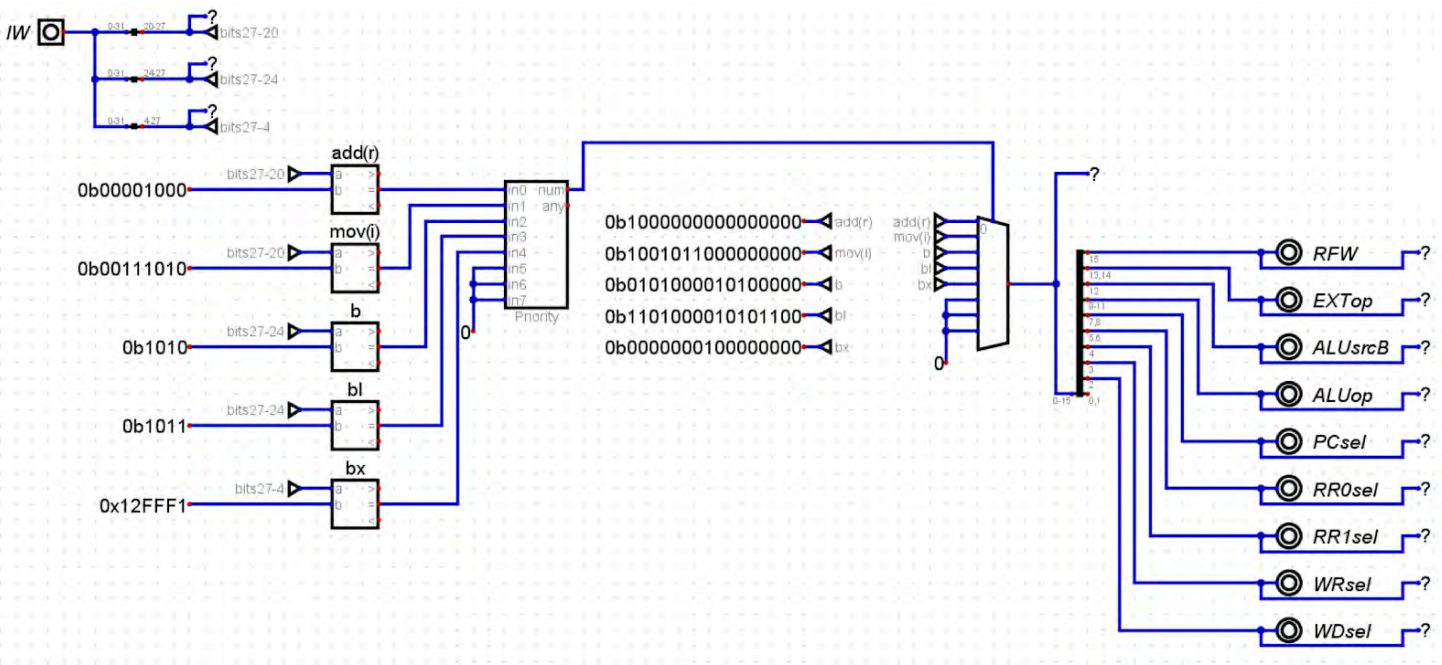 IW
0-31 20-27 ? bits27-20
0-31 24-27 ? bits27-24
0-31 4-27 ? bits27-4
add(r)
bits27-20 a >
0b00001000 b =
<
mov(i)
bits27-20 a >
0b00111010 b =
<
b
bits27-24 a >
0b1010 b =
<
bl
bits27-24 a >
0b1011 b =
<
bx
bits27-4 a >
0x12FFF1 b =
<
in0 num
in1 any
in2
in3
in4
in5
in6
in7
Priority
0
0b1000000000000000 add(r)
0b1001011000000000 mov(i)
0b0101000010100000 b
0b1101000010101100 bl
0b0000000100000000 bx
add(r) 0
mov(i)
b
bl
bx
0
?
0-15
15
13,14
12
9-11
7,8
5,6
4
3
2
0,1
RFW ?
EXTop ?
ALUsrcB ?
ALUop ?
PCsel ?
RR0sel ?
RR1sel ?
WRsel ?
WDsel ?